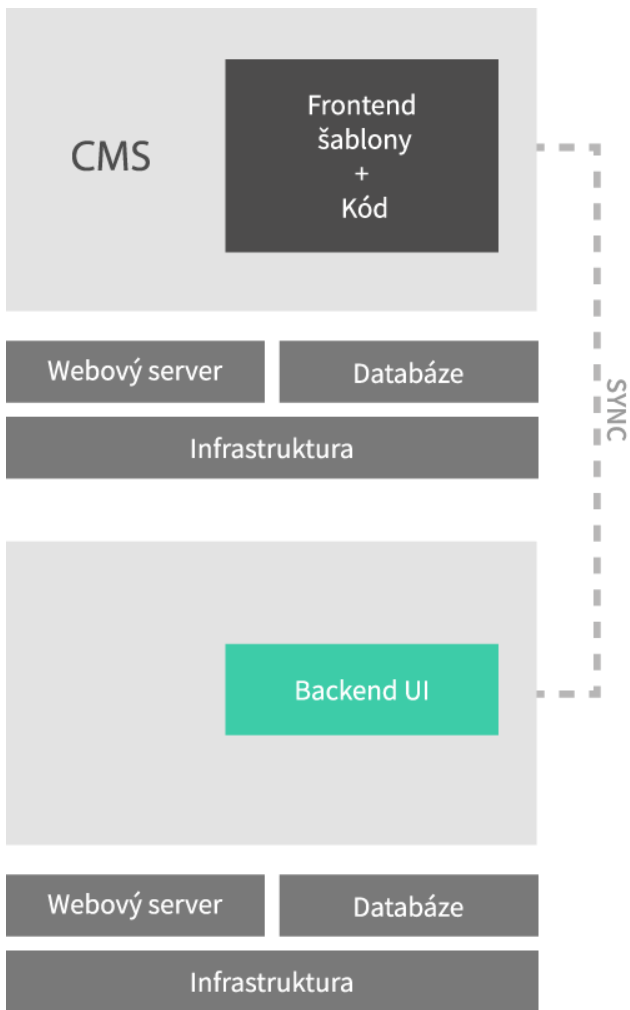 CMS
Frontend
šablony
+
Kód
Webový server
Databáze
Infrastruktura
SYNC
Backend UI
Webový server
Databáze
Infrastruktura